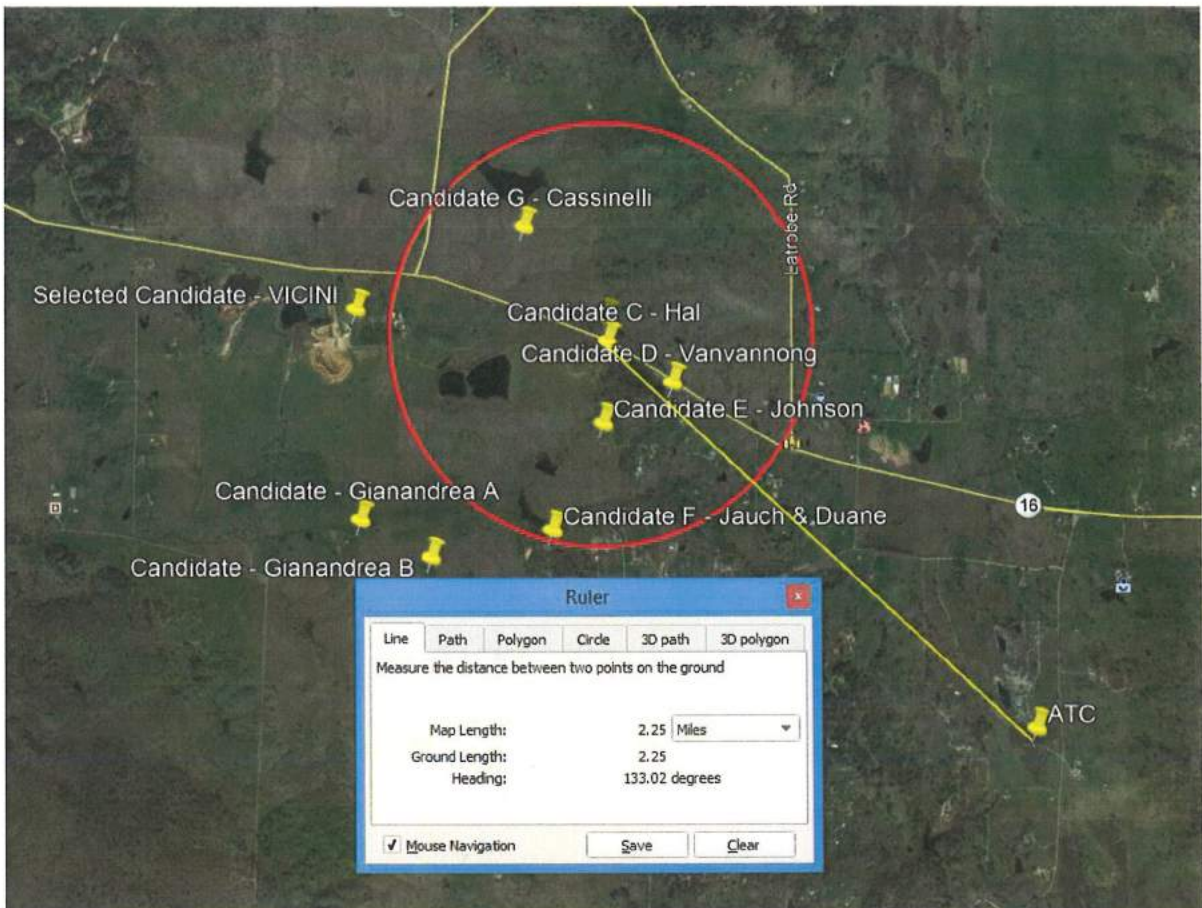 Candidate G - Cassinelli
Latrobe Rd
Selected Candidate - VICINI
Candidate C - Hal
Candidate D - Vanvannong
Candidate E - Johnson
Candidate - Gianandrea A
16
Candidate F - Jauch & Duane
Candidate - Gianandrea B
Ruler
x
Line Path Polygon Circle 3D path 3D polygon
Measure the distance between two points on the ground
Map Length: 2.25 Miles
Ground Length: 2.25
Heading: 133.02 degrees
Mouse Navigation Save Clear
ATC